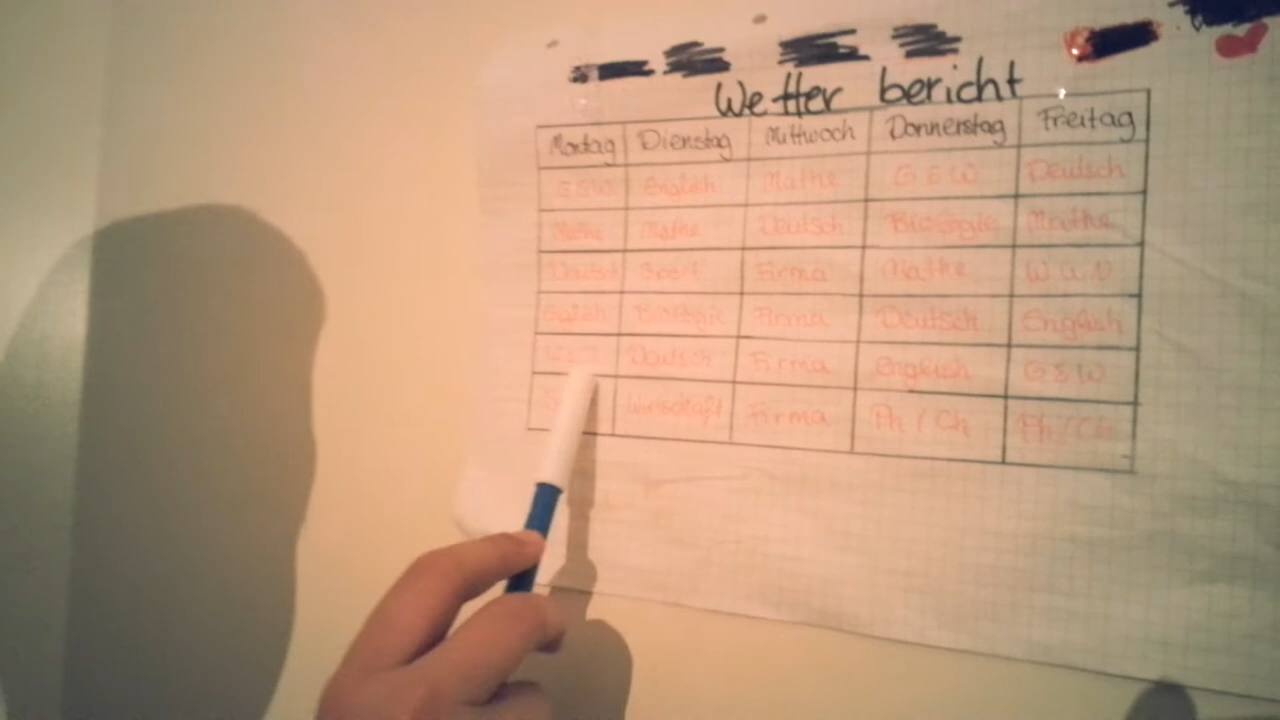 Wetter bericht
Montag Dienstag Mittwoch Donnerstag Freitag
GSW English Mathe GSW Deutsch
Mathe Mathe Deutsch Biologie Mathe
Deutsch Sport Firma Mathe W u N
English Biologie Firma Deutsch English
Deutsch Firma English GSW
Wirtschaft Firma Ph / Ch Ph / Ch